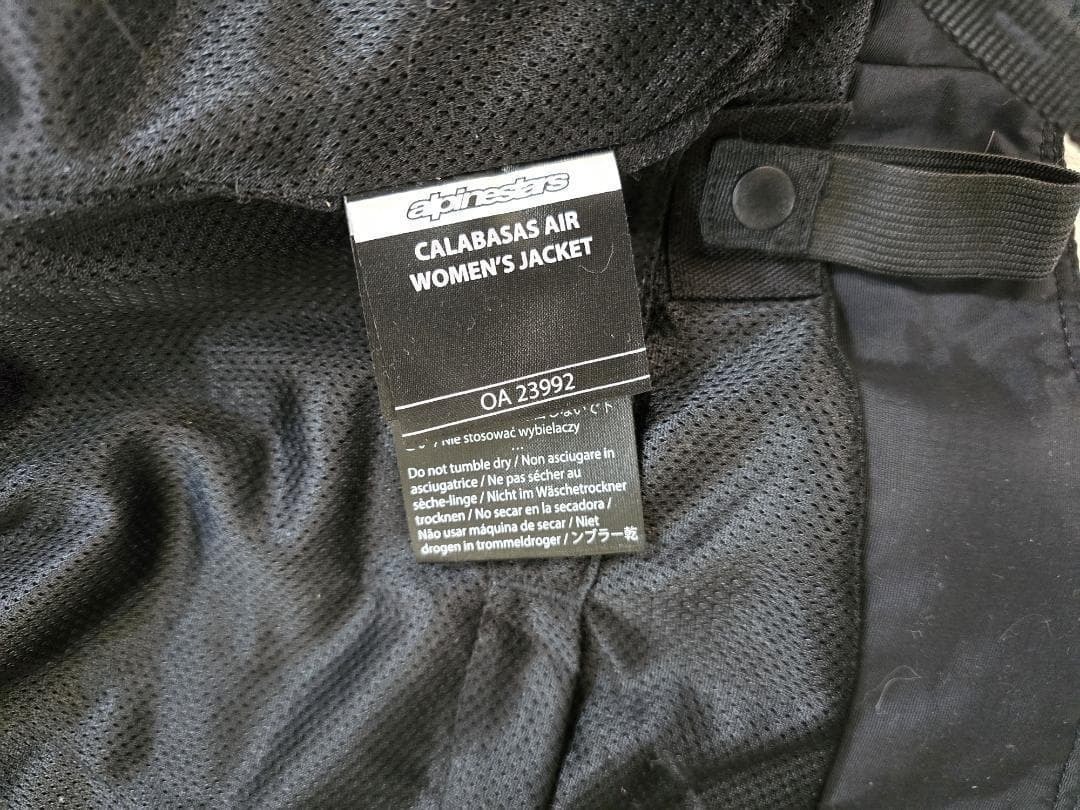 alpinestars
CALABASAS AIR
WOMEN'S JACKET
OA 23992
Nie stosować wybielaczy
...
Do not tumble dry / Non asciugare in
asciugatrice / Ne pas sécher au
sèche-linge / Nicht im Wäschetrockner
trocknen / No secar en la secadora /
Não usar máquina de secar / Niet
drogen in trommeldroger / ンブラー乾